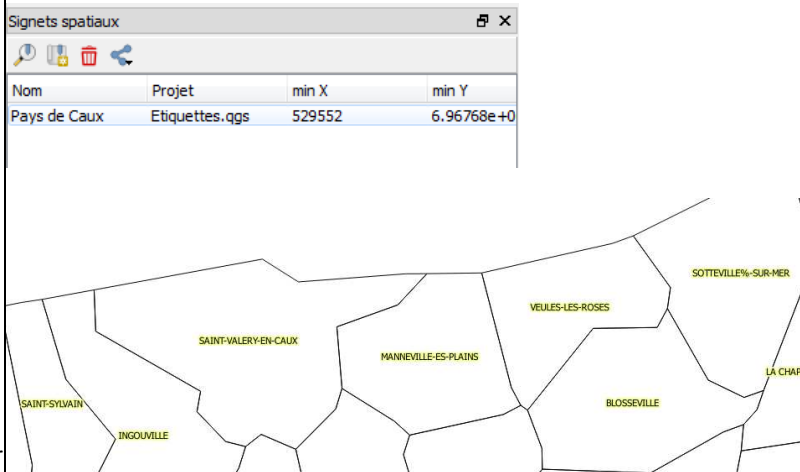 Signets spatiaux
Nom Projet min X min Y
Pays de Caux Etiquettes.qgs 529552 6.96768e+0
SOTTEVILLE%-SUR-MER
VEULES-LES-ROSES
SAINT-VALERY-EN-CAUX
MANNEVILLE-ES-PLAINS
LA CHAP
SAINT-SYLVAIN
BLOSSEVILLE
INGOUVILLE